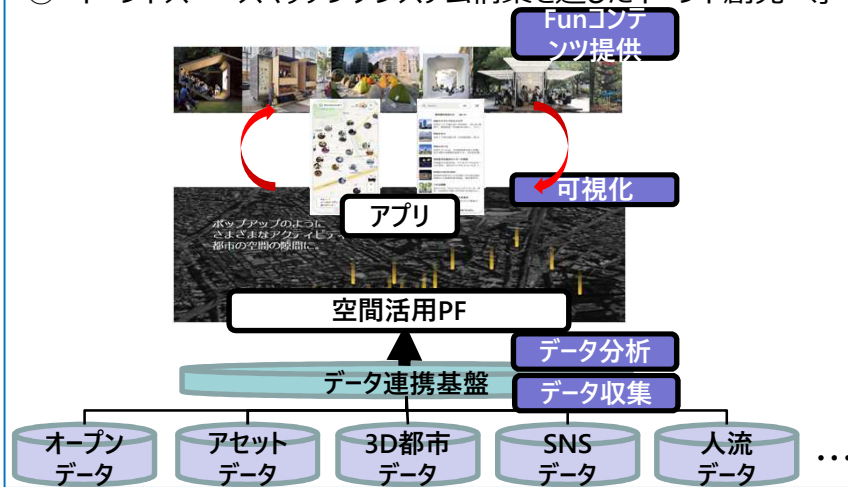 Funコンテ
ンツ提供
可視化
アプリ
ポップアップのように
さまざまなアクティビティ
都市の空間の隙間に。
空間活用PF
データ分析
データ連携基盤
データ収集
オープン
データ
アセット
データ
3D都市
データ
SNS
データ
人流
データ
…